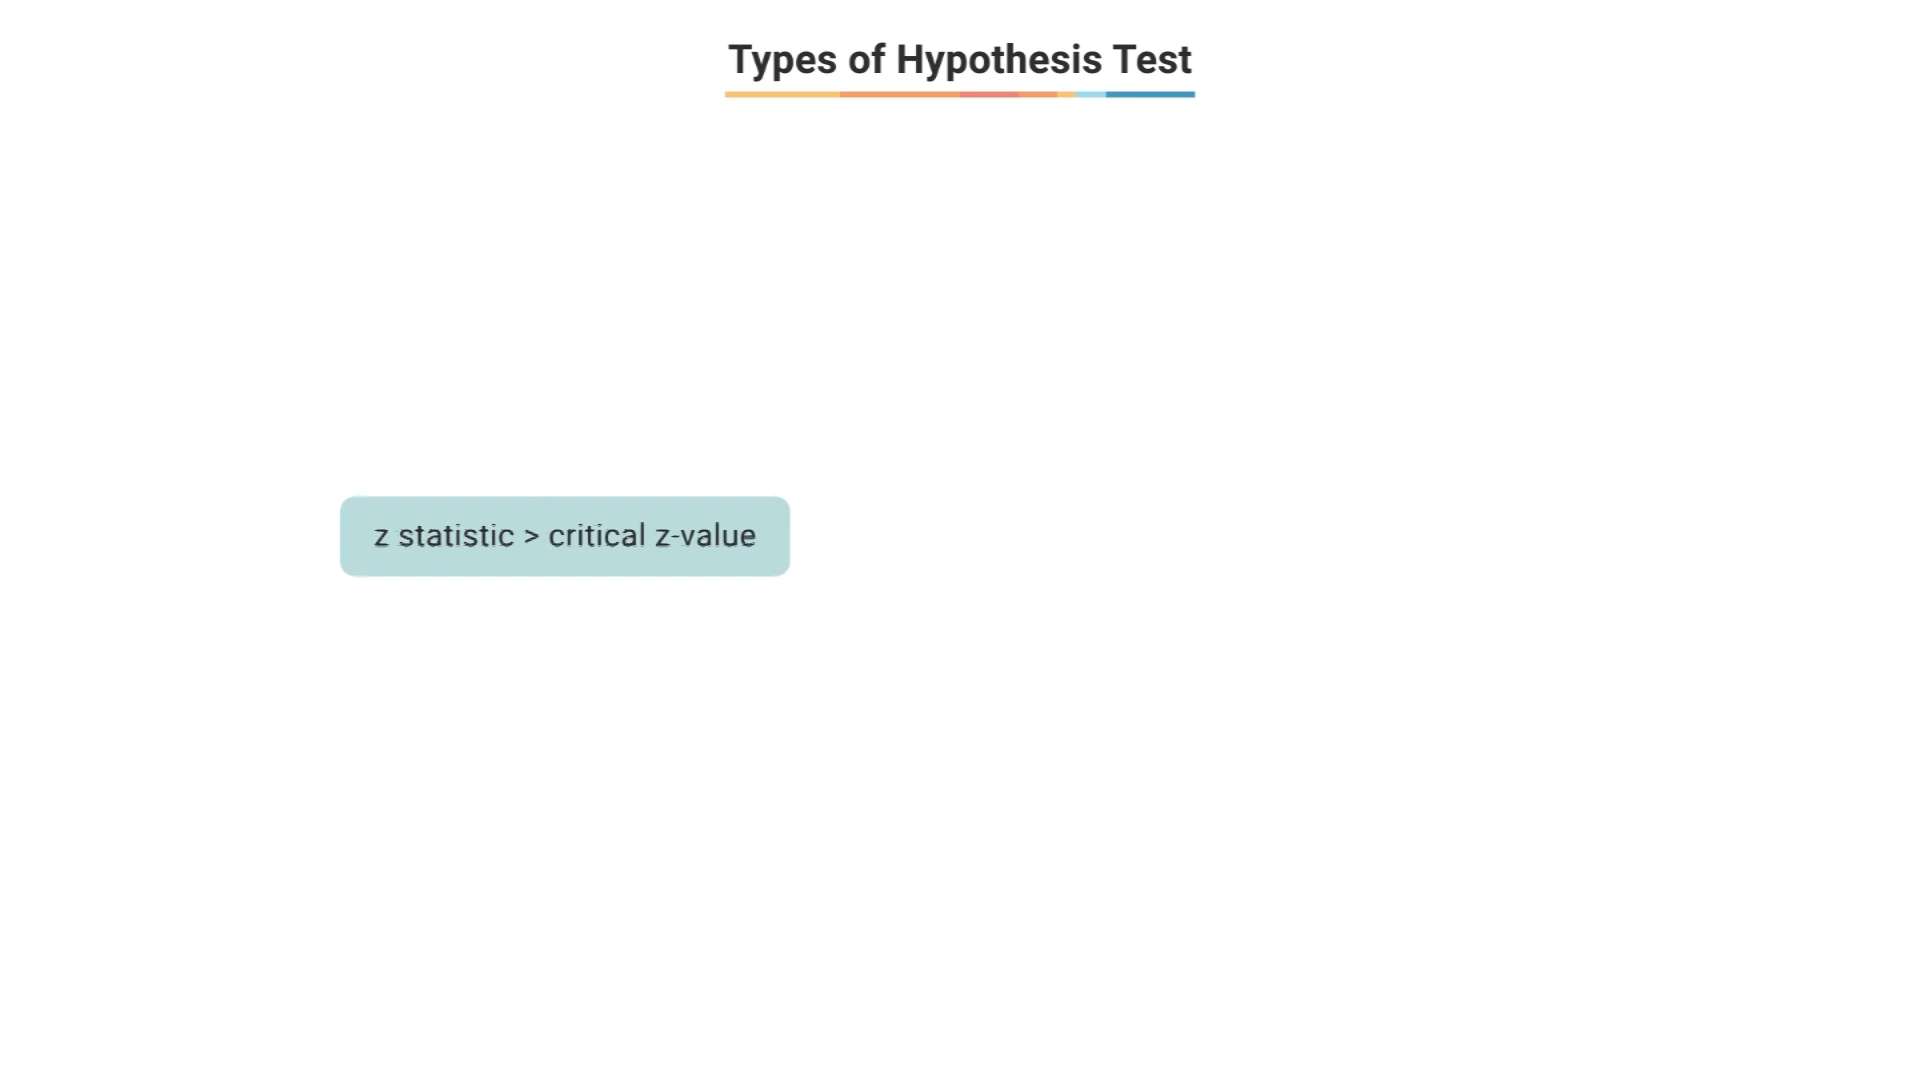 Types of Hypothesis Test
z statistic > critical z-value